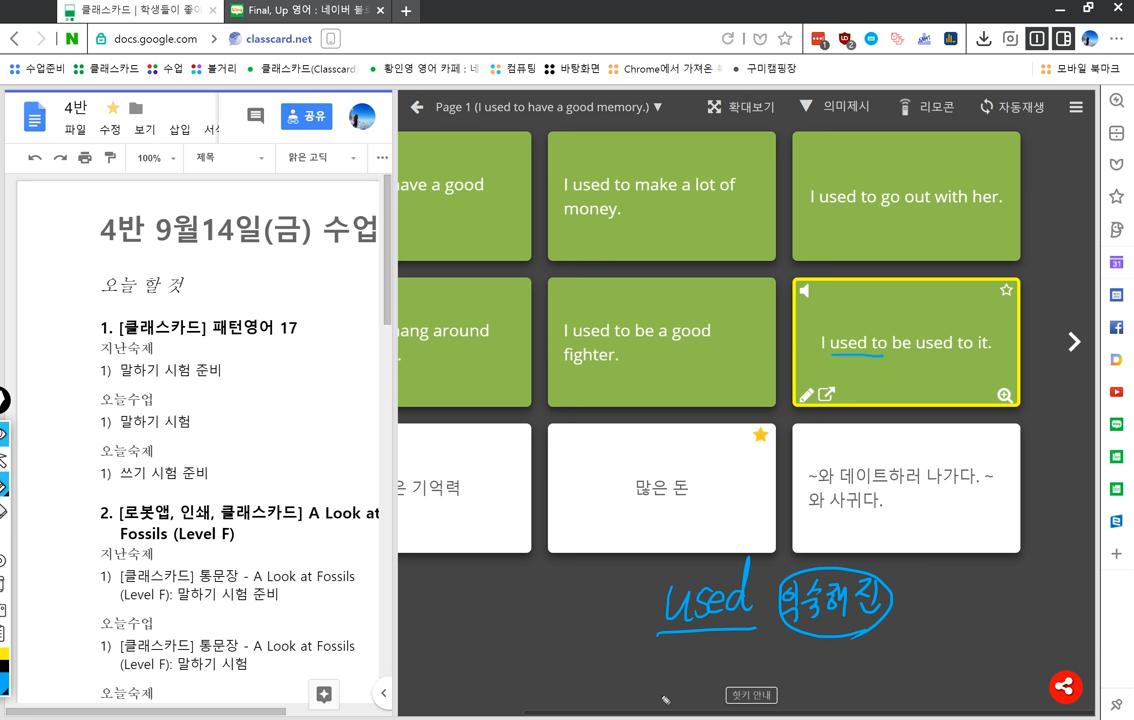 클래스카드 | 학생들이 좋아
Final, Up 영어 : 네이버 블로
docs.google.com
classcard.net
수업준비
클래스카드
수업
볼거리
클래스카드(Classcard
황인영 영어 카페 : 네
컴퓨팅
바탕화면
Chrome에서 가져온
구미캠핑장
모바일 북마크
4반
파일 수정 보기 삽입 서식
공유
100%
제목
맑은 고딕
4반 9월14일(금) 수업
오늘 할 것
1. [클래스카드] 패턴영어 17
지난숙제
1) 말하기 시험 준비
오늘수업
1) 말하기 시험
오늘숙제
1) 쓰기 시험 준비
2. [로봇앱, 인쇄, 클래스카드] A Look at
Fossils (Level F)
지난숙제
1) [클래스카드] 통문장 - A Look at Fossils
(Level F): 말하기 시험 준비
오늘수업
1) [클래스카드] 통문장 - A Look at Fossils
(Level F): 말하기 시험
오늘숙제
Page 1 (I used to have a good memory.) ▼
확대보기
의미제시
리모콘
자동재생
have a good
I used to make a lot of
money.
I used to go out with her.
hang around
I used to be a good
fighter.
I used to be used to it.
은 기억력
많은 돈
~와 데이트하러 나가다. ~
와 사귀다.
used 익숙해진
핫키 안내